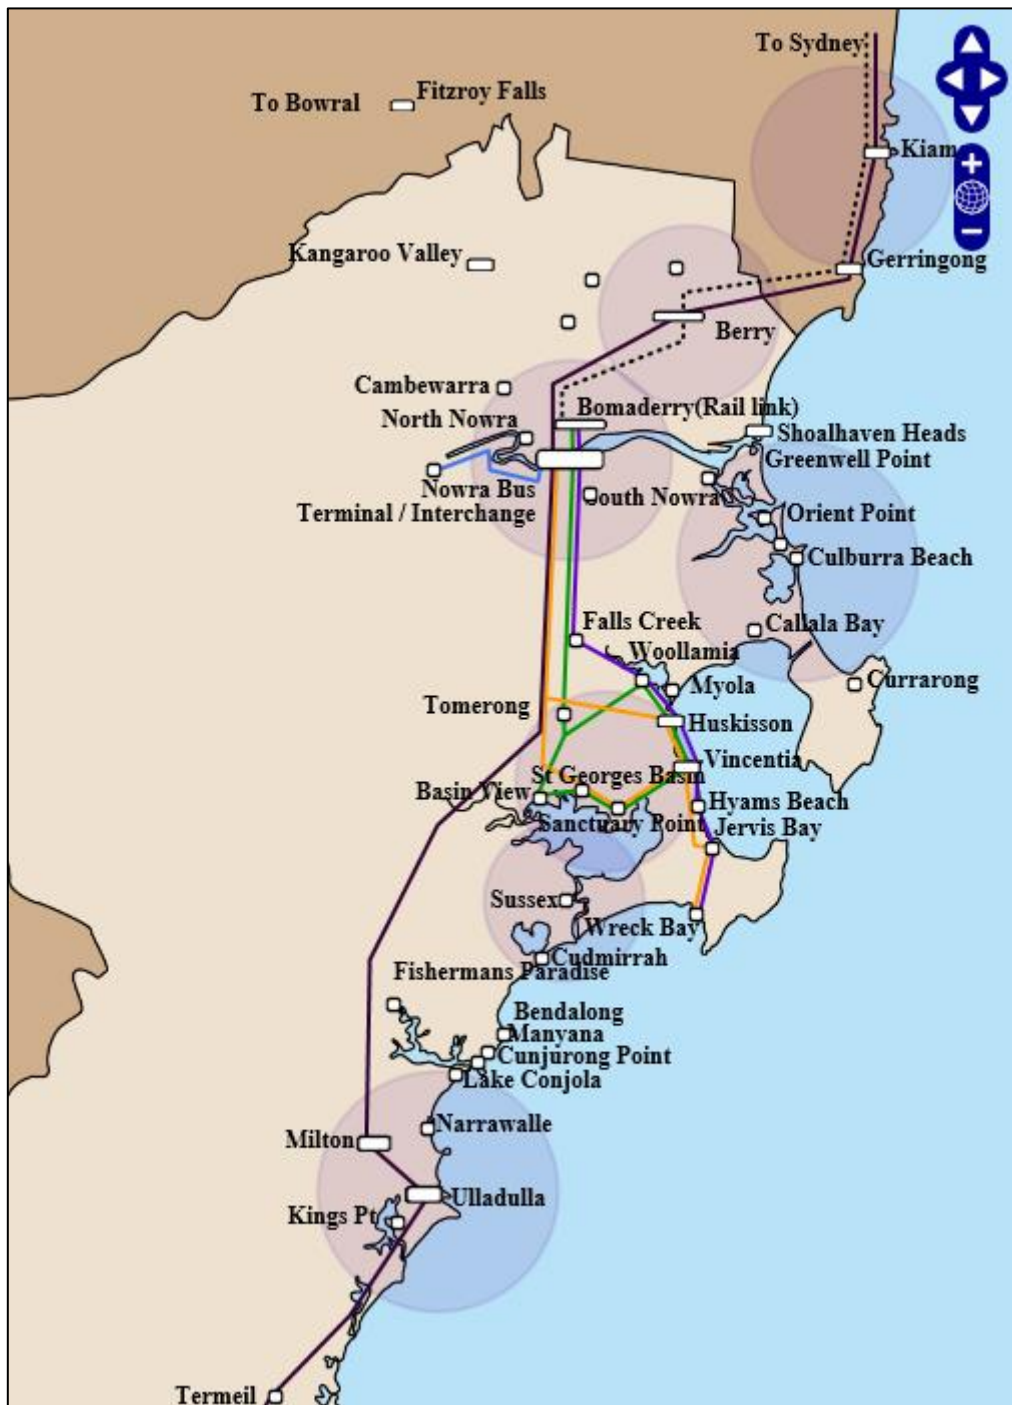 To Sydney
Fitzroy Falls
To Bowral
Kiam
Kangaroo Valley
Gerringong
Berry
Cambewarra
Bomaderry(Rail link)
North Nowra
Shoalhaven Heads
Greenwell Point
Nowra Bus
Terminal / Interchange
South Nowra
Orient Point
Culburra Beach
Falls Creek
Callala Bay
Woollamia
Myola
Currarong
Tomerong
Huskisson
Vincentia
St Georges Basin
Basin View
Hyams Beach
Sanctuary Point
Jervis Bay
Sussex
Wreck Bay
Cudmirrah
Fishermans Paradise
Bendalong
Manyana
Cunjurong Point
Lake Conjola
Narrawalle
Milton
Ulladulla
Kings Pt
Termeil